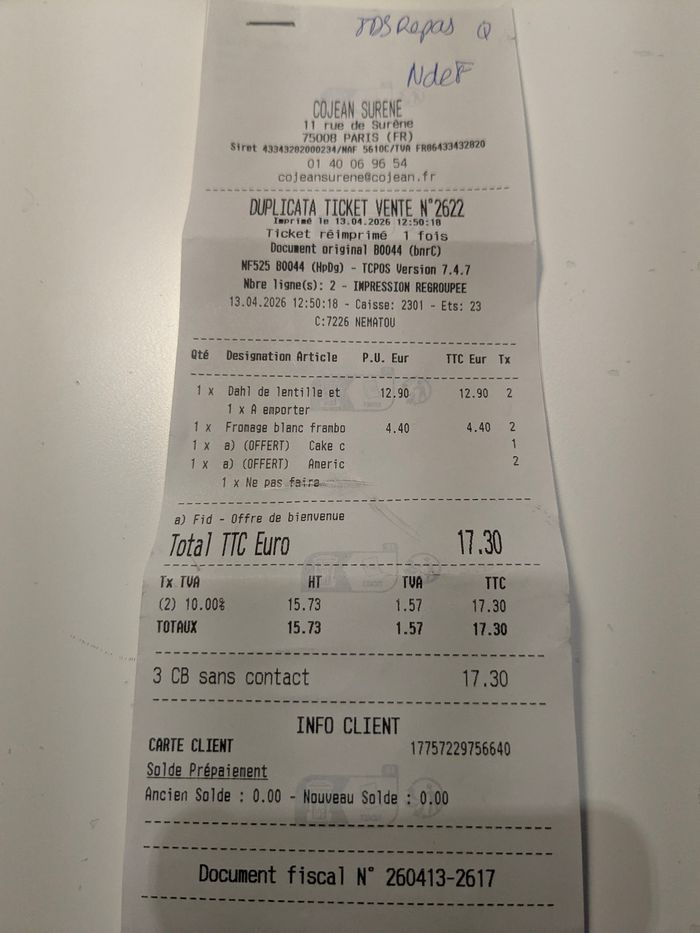 TDS Repas Q
NdeF
COJEAN SURENE
11 rue de Surêne
75008 PARIS (FR)
Siret 43343282000234/NAF 5610C/TVA FR86433432820
01 40 06 96 54
cojeansurene@cojean.fr
DUPLICATA TICKET VENTE N°2622
Imprimé le 13.04.2026 12:50:18
Ticket réimprimé 1 fois
Document original B0044 (bnrC)
NF525 B0044 (HpDg) - TCPOS Version 7.4.7
Nbre ligne(s): 2 - IMPRESSION REGROUPEE
13.04.2026 12:50:18 - Caisse: 2301 - Ets: 23
C:7226 NEMATOU
Qté Designation Article P.U. Eur TTC Eur Tx
1 x Dahl de lentille et 12.90 12.90 2
1 x A emporter
1 x Fromage blanc frambo 4.40 4.40 2
1 x a) (OFFERT) Cake c 1
1 x a) (OFFERT) Americ 2
1 x Ne pas faire
a) Fid - Offre de bienvenue
Total TTC Euro 17.30
Tx TVA HT TVA TTC
(2) 10.00% 15.73 1.57 17.30
TOTAUX 15.73 1.57 17.30
3 CB sans contact 17.30
INFO CLIENT
CARTE CLIENT 17757229756640
Solde Prépaiement
Ancien Solde : 0.00 - Nouveau Solde : 0.00
Document fiscal N° 260413-2617